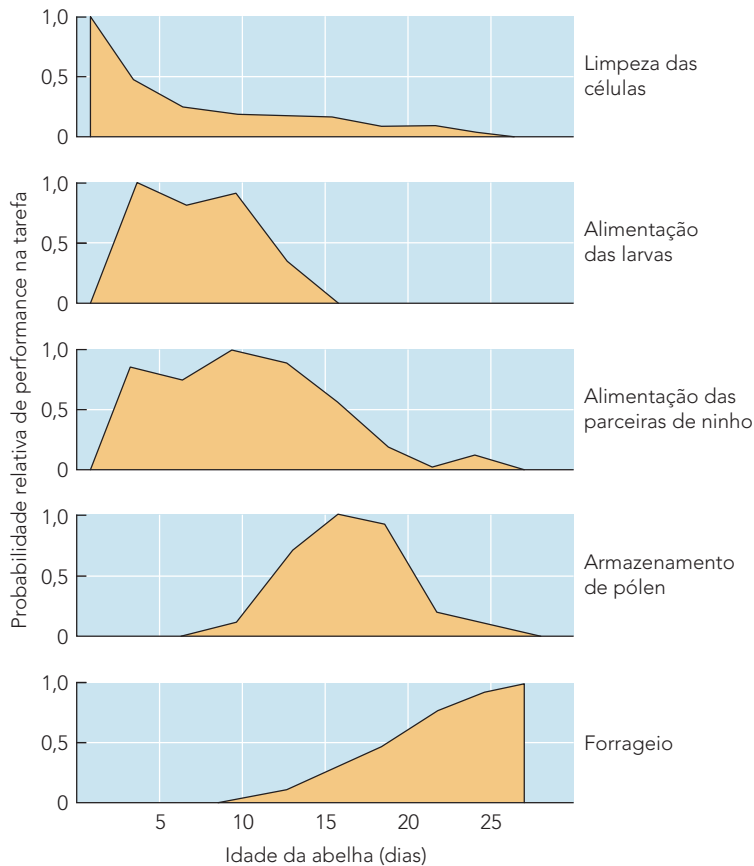 Probabilidade relativa de performance na tarefa
1,0
0,5
0
Limpeza das
células
1,0
0,5
0
Alimentação
das larvas
1,0
0,5
0
Alimentação das
parceiras de ninho
1,0
0,5
0
Armazenamento
de pólen
1,0
0,5
0
Forrageio
5 10 15 20 25
Idade da abelha (dias)